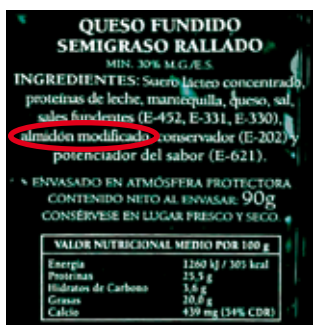 QUESO FUNDIDO
SEMIGRASO RALLADO
MIN. 30% M.G./E.S.
INGREDIENTES: Suero lácteo concentrado,
proteínas de leche, mantequilla, queso, sal,
sales fundentes (E-452, E-331, E-330),
almidón modificado, conservador (E-202) y
potenciador del sabor (E-621).
ENVASADO EN ATMÓSFERA PROTECTORA
CONTENIDO NETO AL ENVASAR: 90g
CONSÉRVESE EN LUGAR FRESCO Y SECO.
VALOR NUTRICIONAL MEDIO POR 100 g
Energía 1260 kJ / 305 kcal
Proteínas 25,5 g
Hidratos de Carbono 3,6 g
Grasas 20,0 g
Calcio 439 mg (54% CDR)